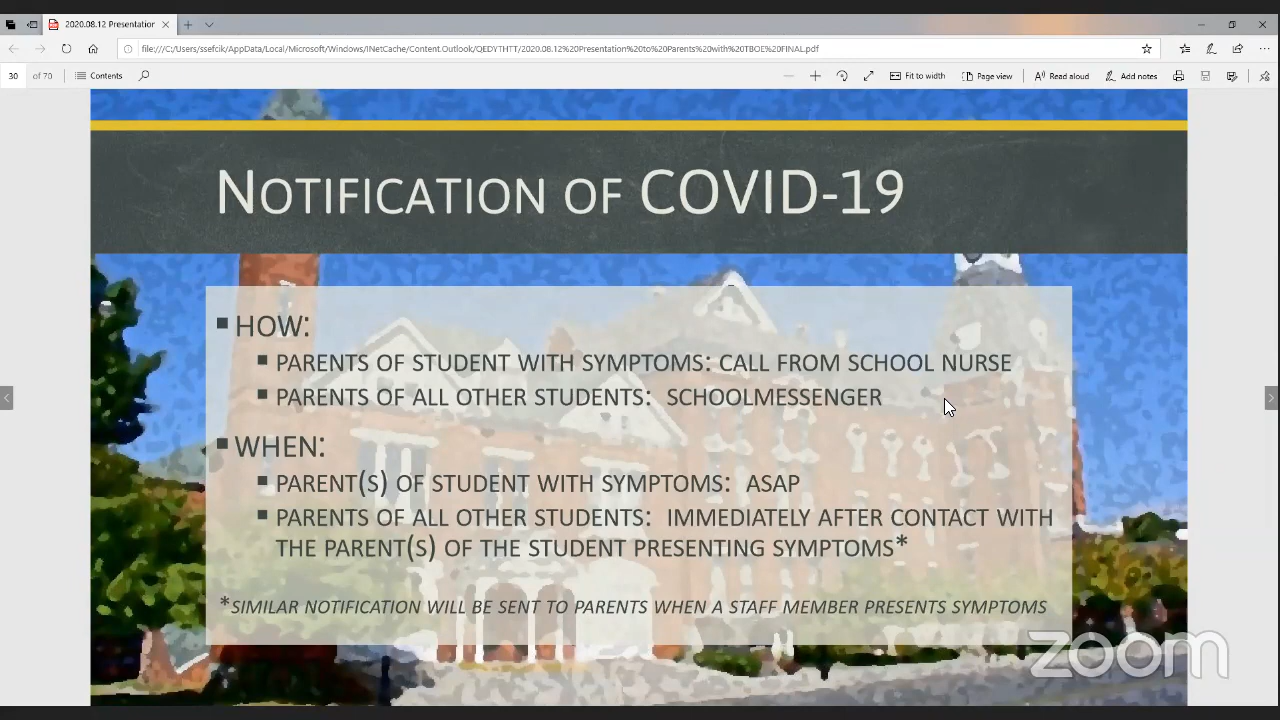 2020.08.12 Presentation
file:///C:/Users/ssefcik/AppData/Local/Microsoft/Windows/INetCache/Content.Outlook/QEDYTHTT/2020.08.12%20Presentation%20to%20Parents%20with%20TBOE%20FINAL.pdf
30 of 70 Contents Fit to width Page view Read aloud Add notes
NOTIFICATION OF COVID-19
▪ HOW:
▪ PARENTS OF STUDENT WITH SYMPTOMS: CALL FROM SCHOOL NURSE
▪ PARENTS OF ALL OTHER STUDENTS: SCHOOLMESSENGER
▪ WHEN:
▪ PARENT(S) OF STUDENT WITH SYMPTOMS: ASAP
▪ PARENTS OF ALL OTHER STUDENTS: IMMEDIATELY AFTER CONTACT WITH
THE PARENT(S) OF THE STUDENT PRESENTING SYMPTOMS*
*SIMILAR NOTIFICATION WILL BE SENT TO PARENTS WHEN A STAFF MEMBER PRESENTS SYMPTOMS
zoom